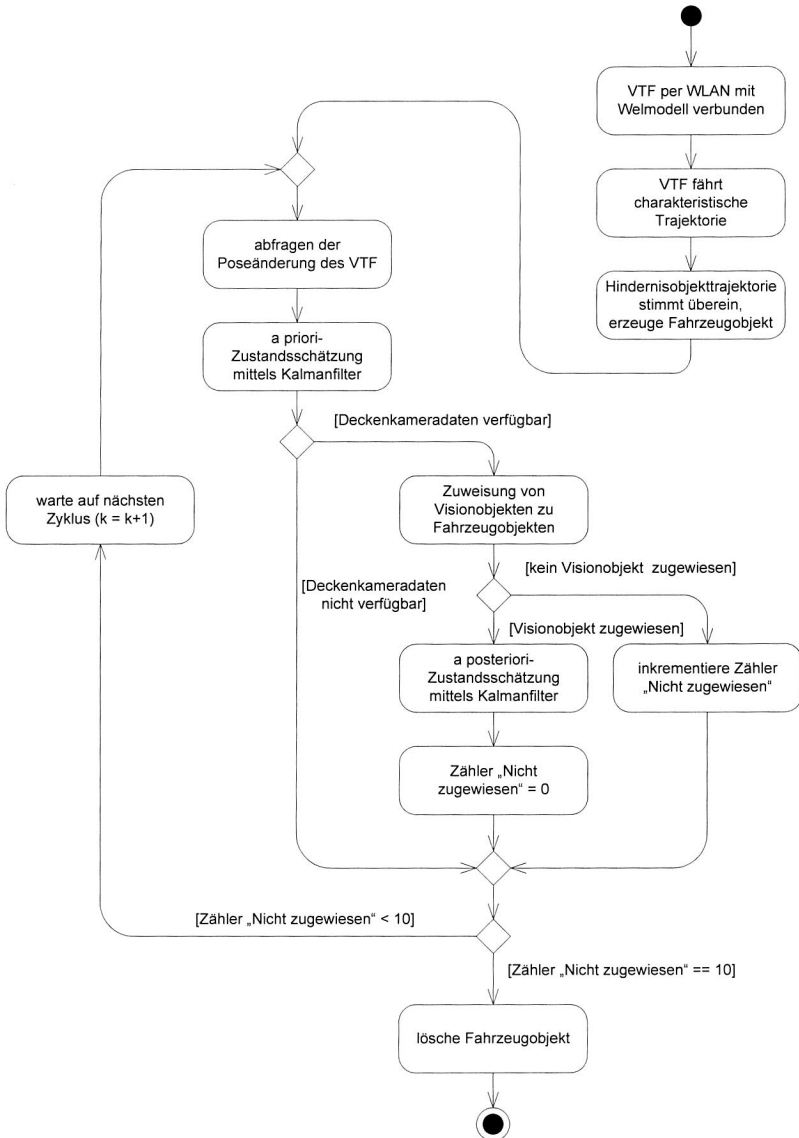 VTF per WLAN mit
Welmodell verbunden
VTF fährt
charakteristische
Trajektorie
Hindernisobjekttrajektorie
stimmt überein,
erzeuge Fahrzeugobjekt
abfragen der
Poseänderung des VTF
a priori-
Zustandsschätzung
mittels Kalmanfilter
[Deckenkameradaten verfügbar]
warte auf nächsten
Zyklus (k = k+1)
Zuweisung von
Visionobjekten zu
Fahrzeugobjekten
[Deckenkameradaten
nicht verfügbar]
[kein Visionobjekt zugewiesen]
[Visionobjekt zugewiesen]
a posteriori-
Zustandsschätzung
mittels Kalmanfilter
inkrementiere Zähler
„Nicht zugewiesen“
Zähler „Nicht
zugewiesen“ = 0
[Zähler „Nicht zugewiesen“ < 10]
[Zähler „Nicht zugewiesen“ == 10]
lösche Fahrzeugobjekt